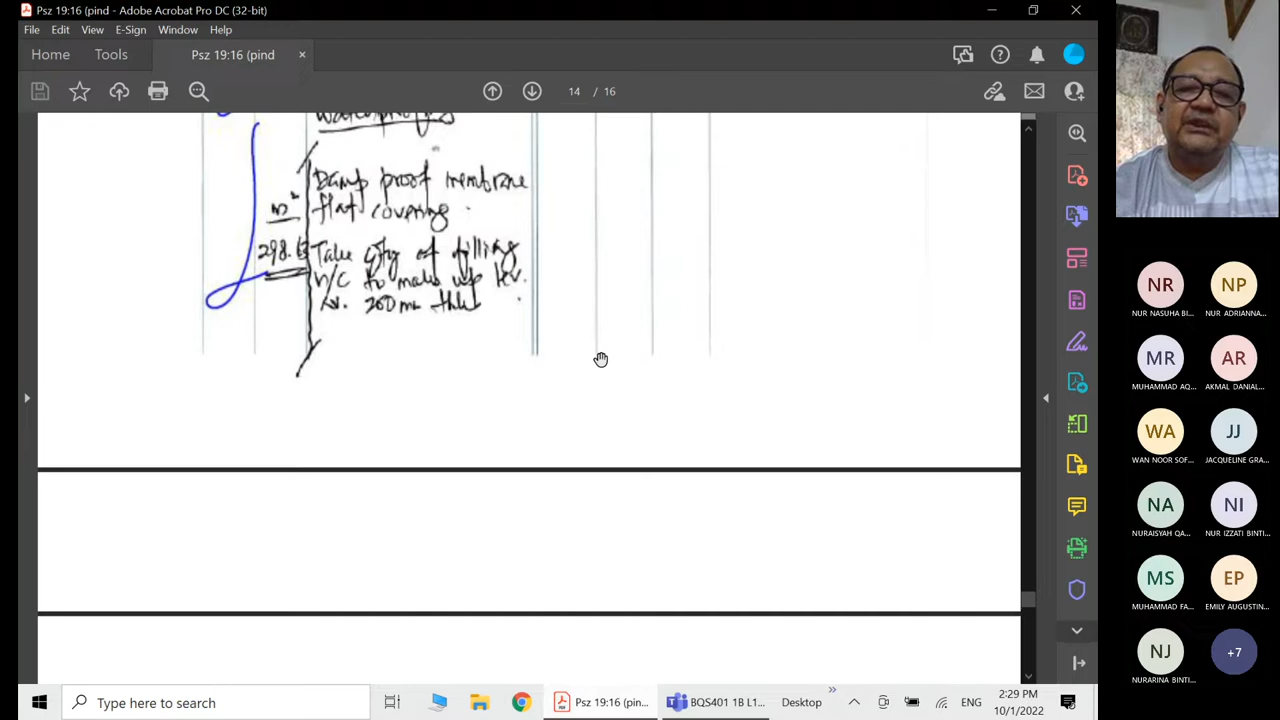 Psz 19:16 (pind - Adobe Acrobat Pro DC (32-bit)
File Edit View E-Sign Window Help
Home Tools Psz 19:16 (pind ×
14 / 16
Damp proof membrane
m² flat covering
298.63 Take qty of filling
to make up lev.
200mm thk
NR NUR NASUHA BI...
NP NUR ADRIANNA...
MR MUHAMMAD AQ...
AR AKMAL DANIAL...
WA WAN NOOR SOF...
JJ JACQUELINE GRA...
NA NURAISYAH QA...
NI NUR IZZATI BINTI...
MS MUHAMMAD FA...
EP EMILY AUGUSTIN...
NJ NURARINA BINTI...
+7
Type here to search
Psz 19:16 (pin...
BQS401 1B L1...
Desktop
»
ENG
2:29 PM
10/1/2022